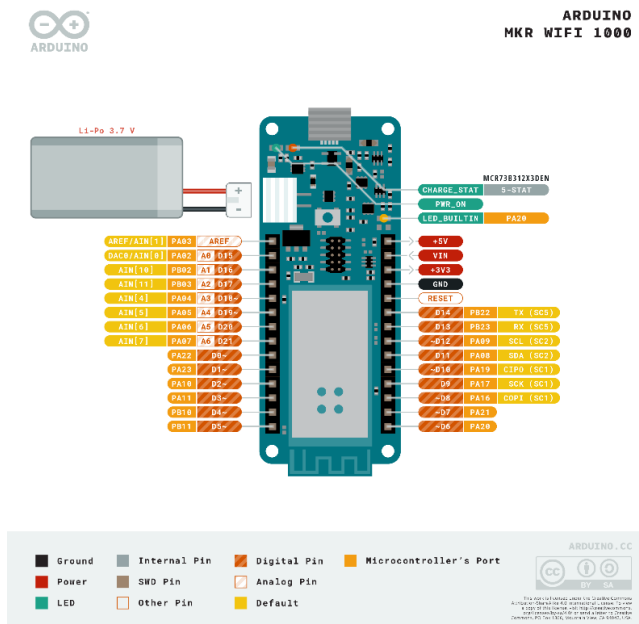 ARDUINO
ARDUINO
MKR WIFI 1000
Li-Po 3.7 V
+
-
MCR73B312X3DEN
CHARGE_STAT 5-STAT
PWR_ON
LED_BUILTIN PA20
AREF/AIN[1] PA03 AREF
DAC0/AIN[0] PA02 A0 D15
AIN[10] PB02 A1 D16
AIN[11] PB03 A2 D17
AIN[4] PA04 A3 D18~
AIN[5] PA05 A4 D19~
AIN[6] PA06 A5 D20
AIN[7] PA07 A6 D21
PA22 D0~
PA23 D1~
PA10 D2~
PA11 D3~
PB10 D4~
PB11 D5~
+5V
VIN
+3V3
GND
RESET
~D14 PB22 TX (SC5)
D13 PB23 RX (SC5)
~D12 PA09 SCL (SC2)
D11 PA08 SDA (SC2)
~D10 PA19 CIPO (SC1)
D9 PA17 SCK (SC1)
~D8 PA16 COPI (SC1)
~D7 PA21
~D6 PA20
Ground
Power
LED
Internal Pin
SWD Pin
Other Pin
Digital Pin
Analog Pin
Default
Microcontroller's Port
ARDUINO.CC
CC
BY SA